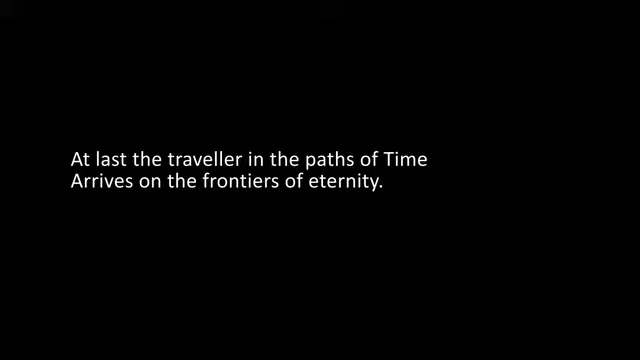 At last the traveller in the paths of Time
Arrives on the frontiers of eternity.